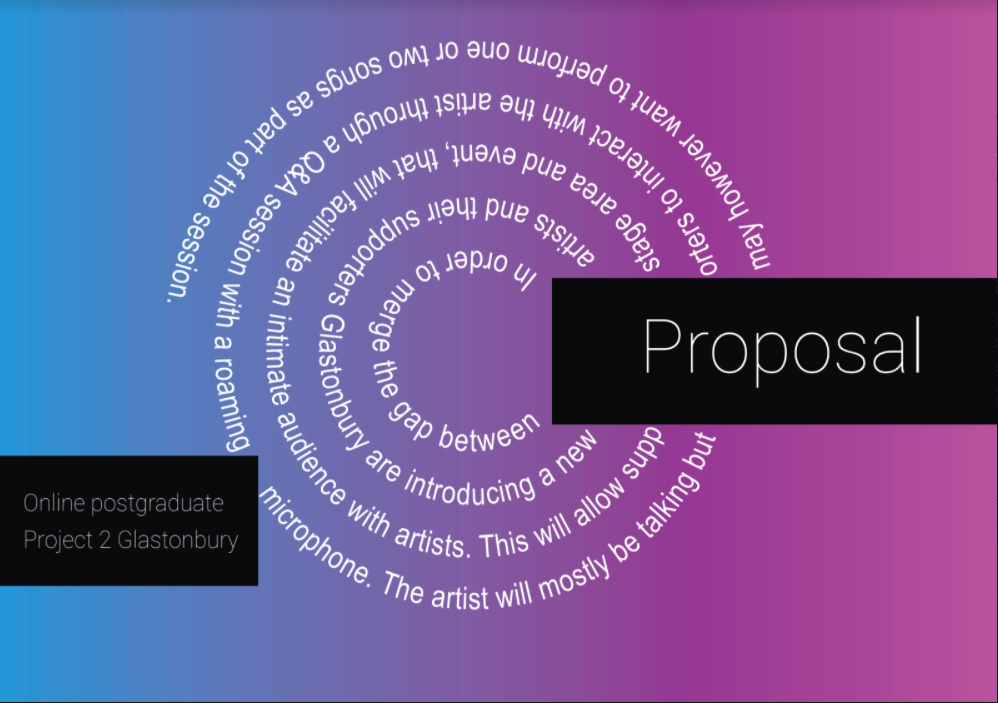 In order to merge the gap between
artists and their supporters Glastonbury are introducing a new
stage area and event, that will facilitate an intimate audience with artists. This will allow supp
orters to interact with the artist through a Q&A session with a roaming
microphone. The artist will mostly be talking but
may however want to perform one or two songs as part of the session.
Proposal
Online postgraduate
Project 2 Glastonbury